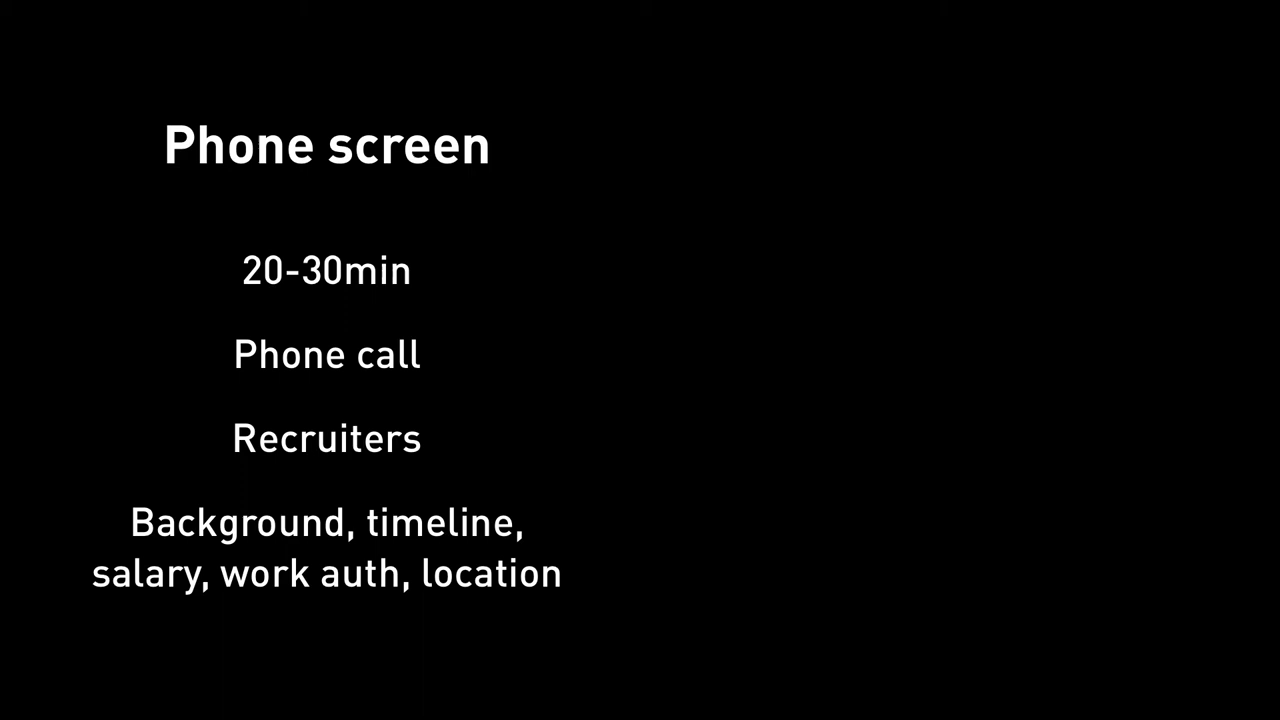 Phone screen
20-30min
Phone call
Recruiters
Background, timeline,
salary, work auth, location